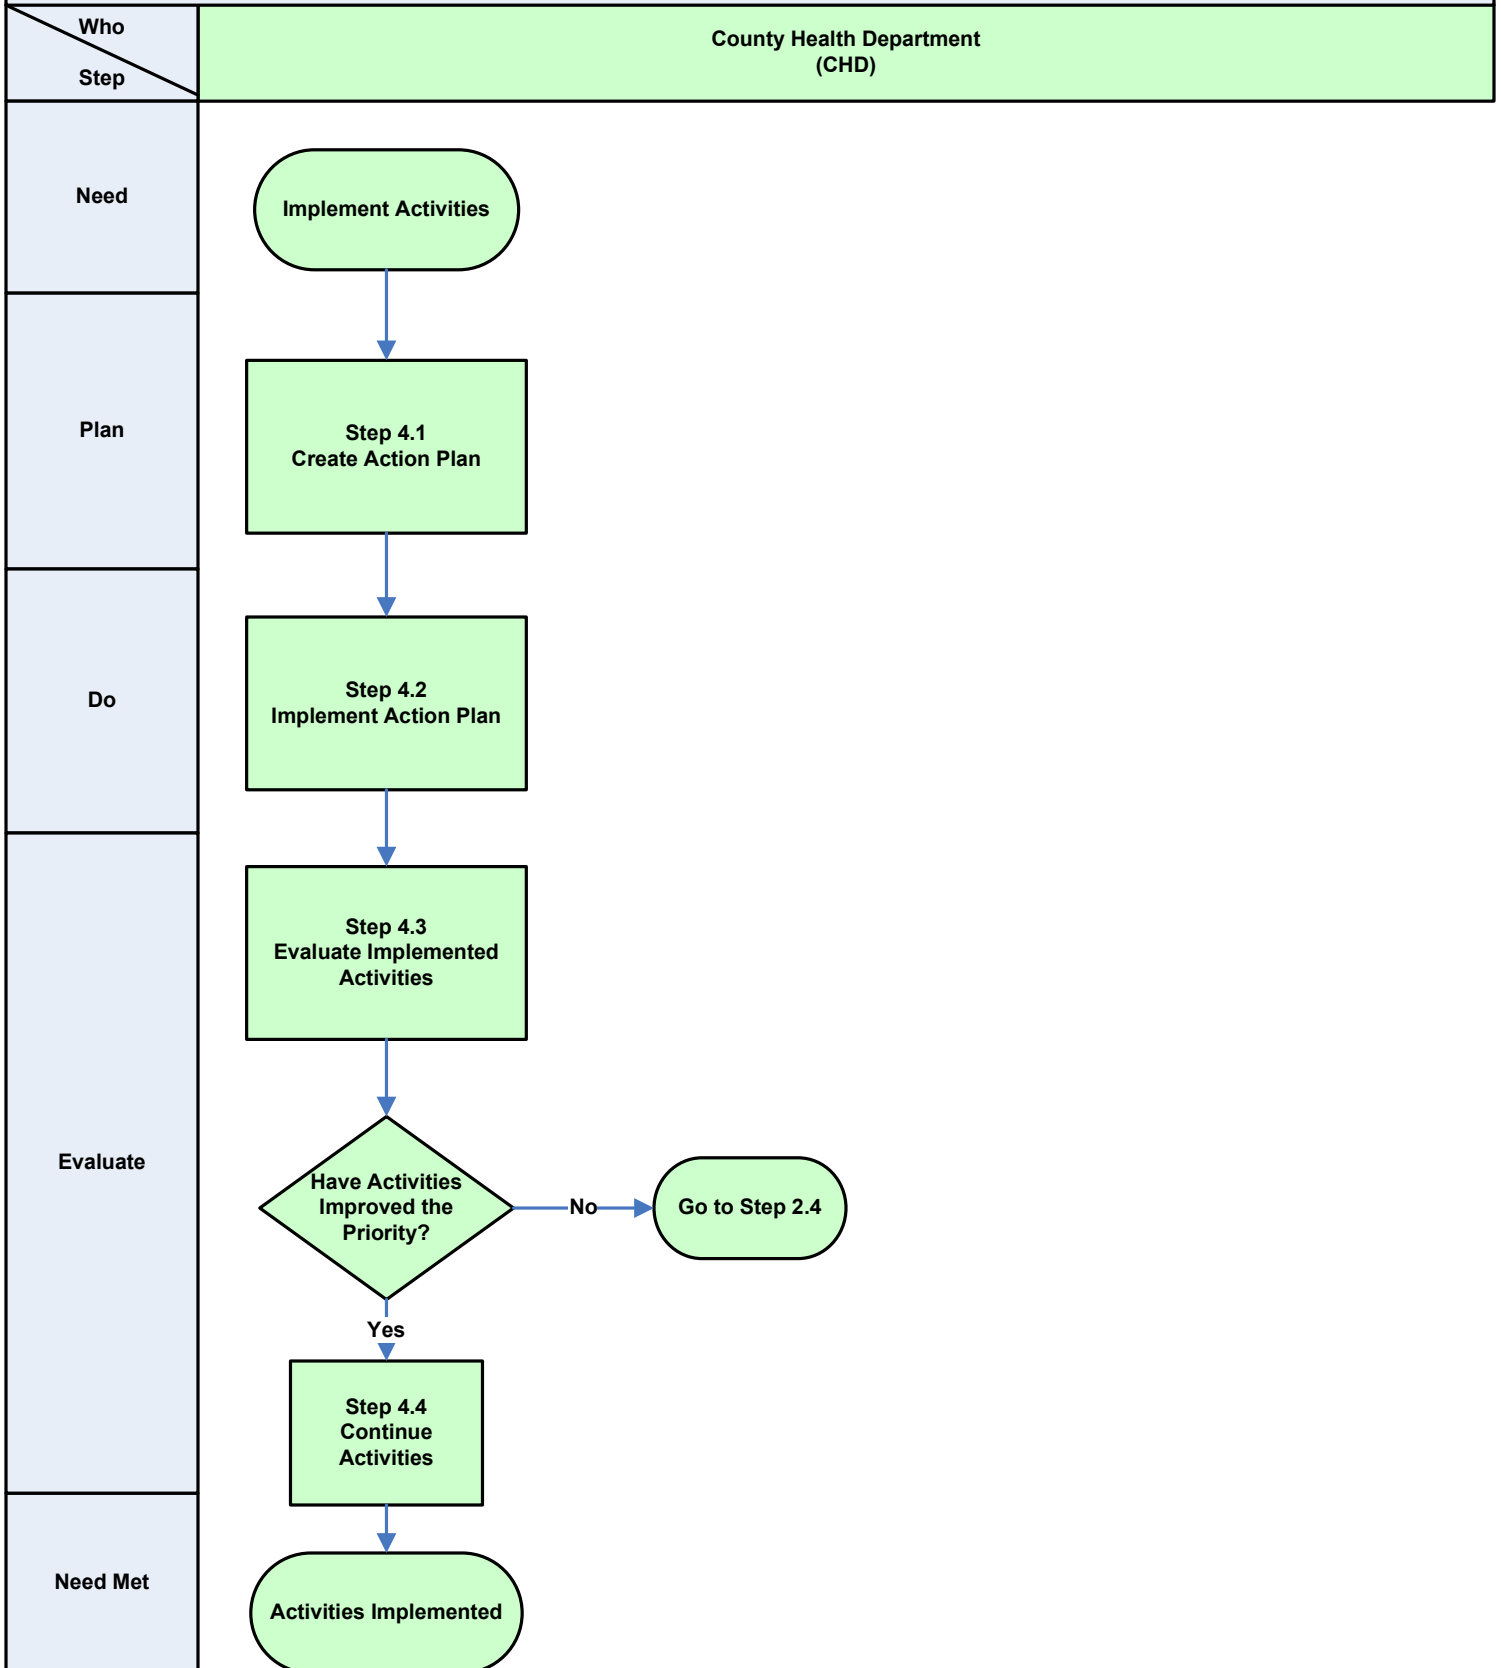 Who
Step
County Health Department
(CHD)
Need
Implement Activities
Plan
Step 4.1
Create Action Plan
Do
Step 4.2
Implement Action Plan
Evaluate
Step 4.3
Evaluate Implemented
Activities
Have Activities
Improved the
Priority?
No
Go to Step 2.4
Yes
Step 4.4
Continue
Activities
Need Met
Activities Implemented